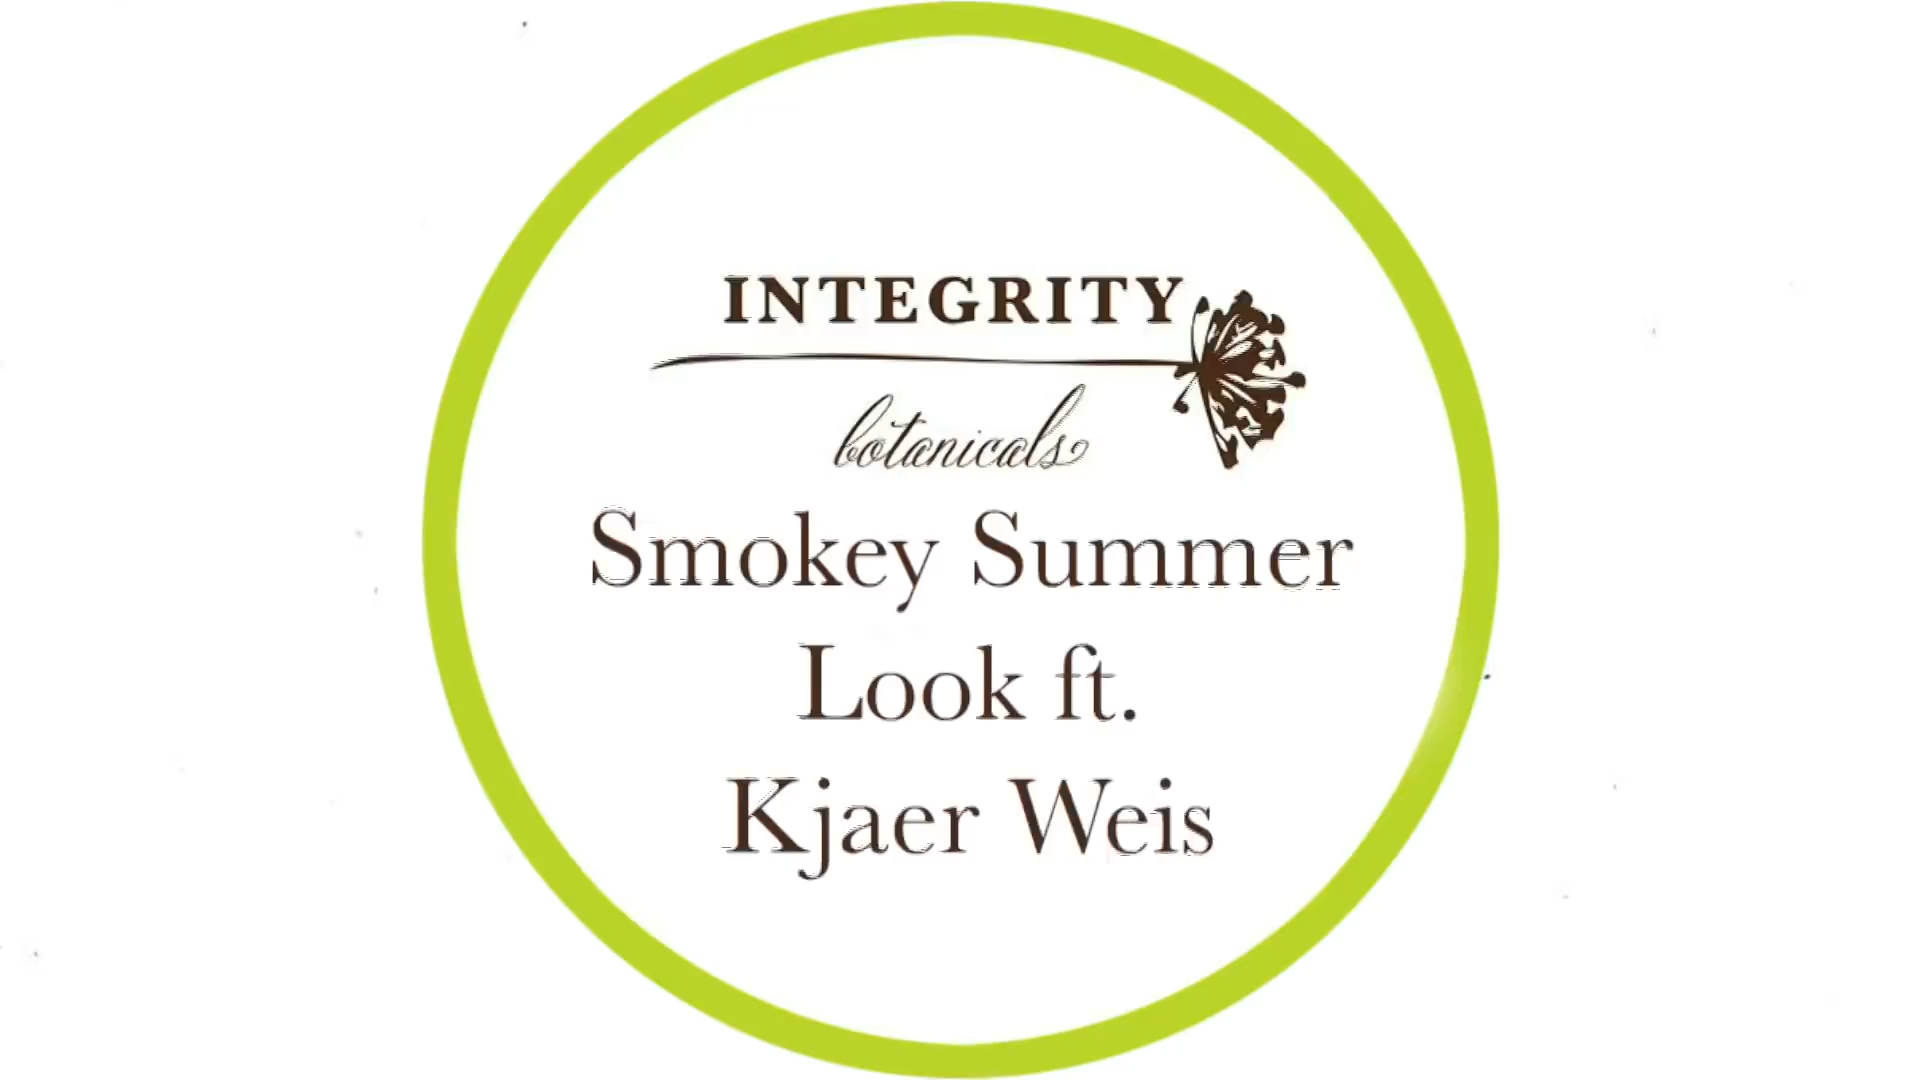 INTEGRITY
botanicals
Smokey Summer
Look ft.
Kjaer Weis